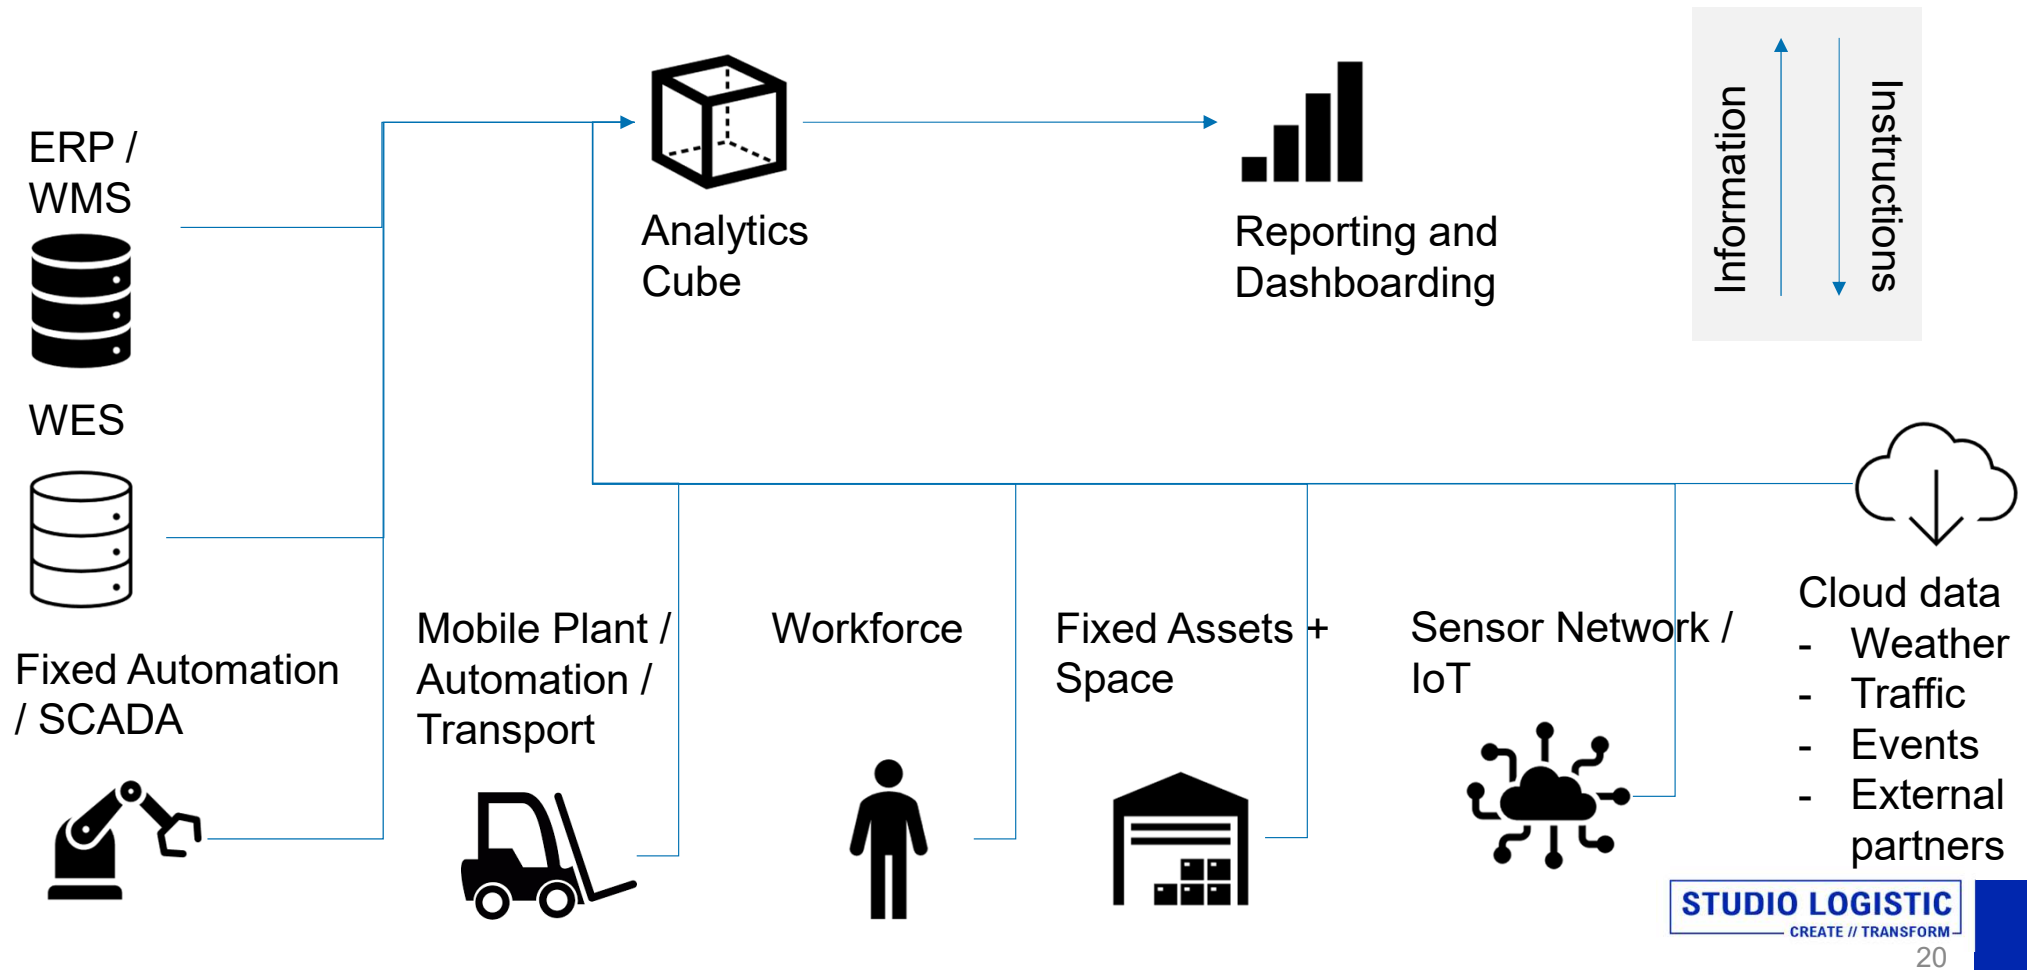 ERP /
WMS
WES
Fixed Automation
/ SCADA
Analytics
Cube
Reporting and
Dashboarding
Information
Instructions
Mobile Plant /
Automation /
Transport
Workforce
Fixed Assets +
Space
Sensor Network /
IoT
Cloud data
- Weather
- Traffic
- Events
- External
partners
STUDIO LOGISTIC
CREATE // TRANSFORM
20